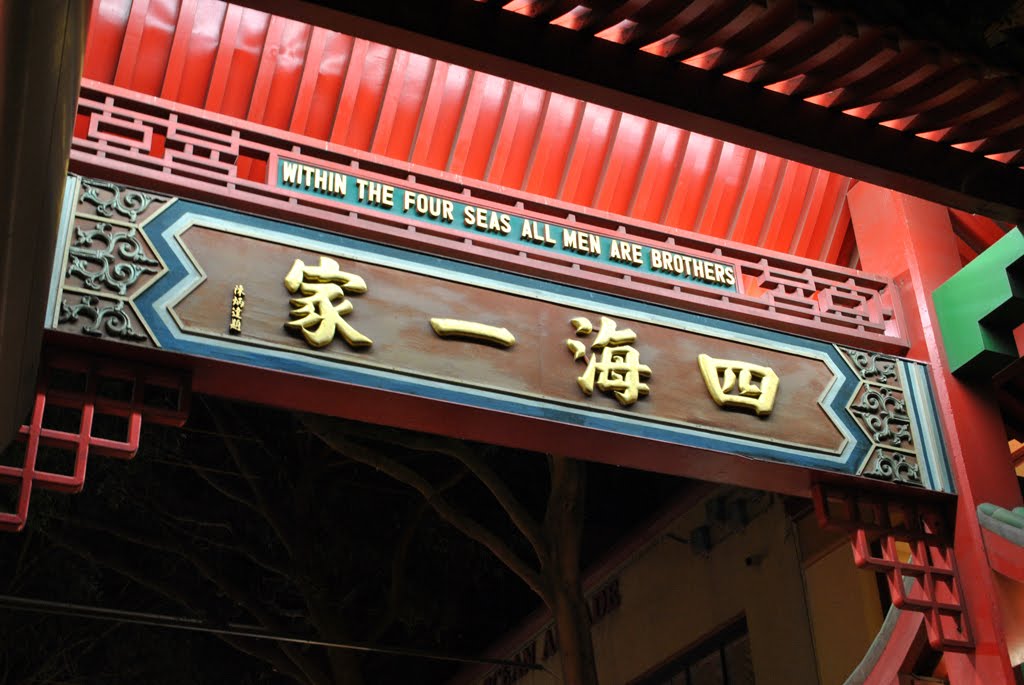 WITHIN THE FOUR SEAS ALL MEN ARE BROTHERS
四海一家